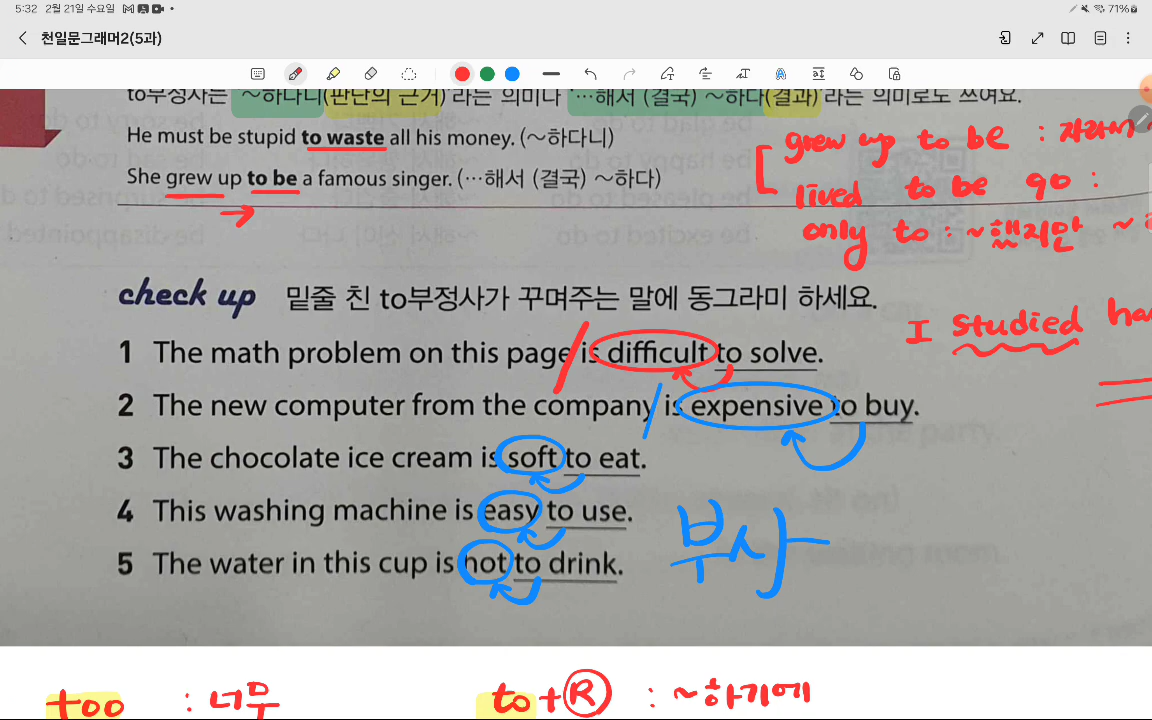 5:32 2월 21일 수요일 71%
천일문그래머2(5과)
to부정사는 '~하다니(판단의 근거)'라는 의미나 '…해서 (결국) ~하다(결과)'라는 의미로도 쓰여요.
He must be stupid to waste all his money. (~하다니)
She grew up to be a famous singer. (…해서 (결국) ~하다)
grew up to be : 자라서
lived to be 90 :
only to : ~했지만 ~
I studied ha
check up 밑줄 친 to부정사가 꾸며주는 말에 동그라미 하세요.
1 The math problem on this page / is difficult to solve.
2 The new computer from the company / is expensive to buy.
3 The chocolate ice cream is soft to eat.
4 This washing machine is easy to use.
5 The water in this cup is hot to drink.
부사
too : 너무 to + R : ~하기에